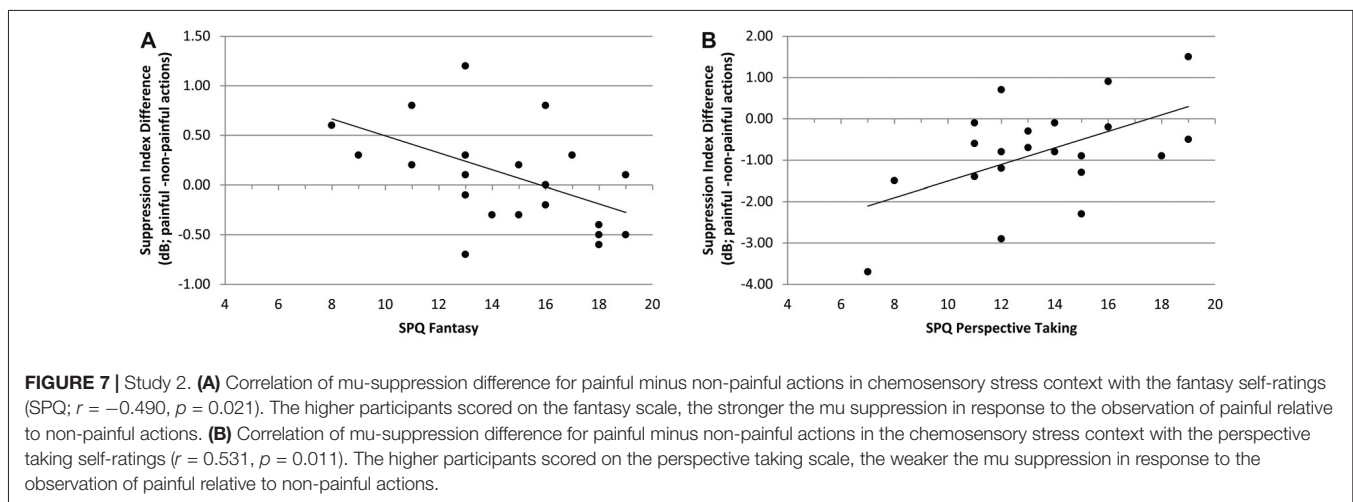 A
Suppression Index Difference
(dB; painful -non-painful actions)
1.50
1.00
0.50
0.00
-0.50
-1.00
4 6 8 10 12 14 16 18 20
SPQ Fantasy
B
Suppression Index Difference
(dB; painful -non-painful actions)
2.00
1.00
0.00
-1.00
-2.00
-3.00
-4.00
4 6 8 10 12 14 16 18 20
SPQ Perspective Taking
FIGURE 7 | Study 2. (A) Correlation of mu-suppression difference for painful minus non-painful actions in chemosensory stress context with the fantasy self-ratings
(SPQ; r = −0.490, p = 0.021). The higher participants scored on the fantasy scale, the stronger the mu suppression in response to the observation of painful relative
to non-painful actions. (B) Correlation of mu-suppression difference for painful minus non-painful actions in the chemosensory stress context with the perspective
taking self-ratings (r = 0.531, p = 0.011). The higher participants scored on the perspective taking scale, the weaker the mu suppression in response to the
observation of painful relative to non-painful actions.